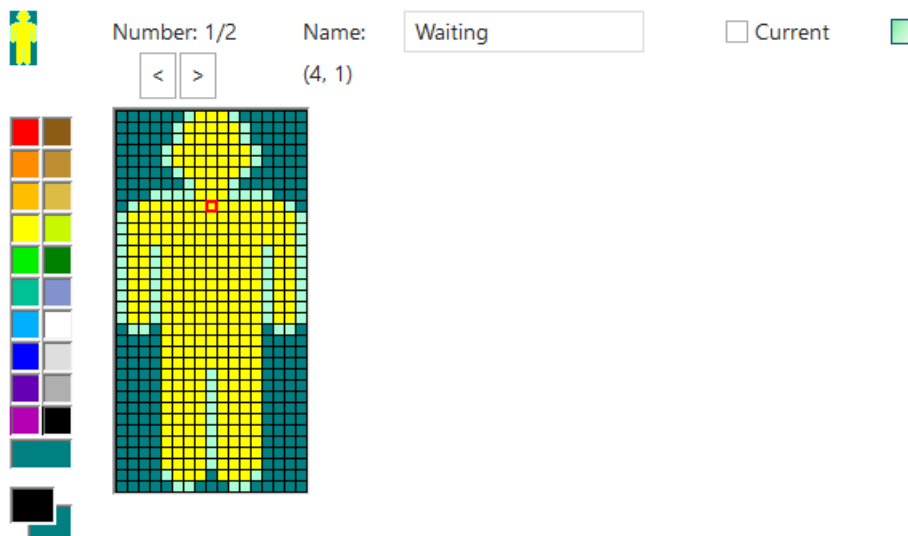 Number: 1/2 Name: Waiting Current
< > (4, 1)